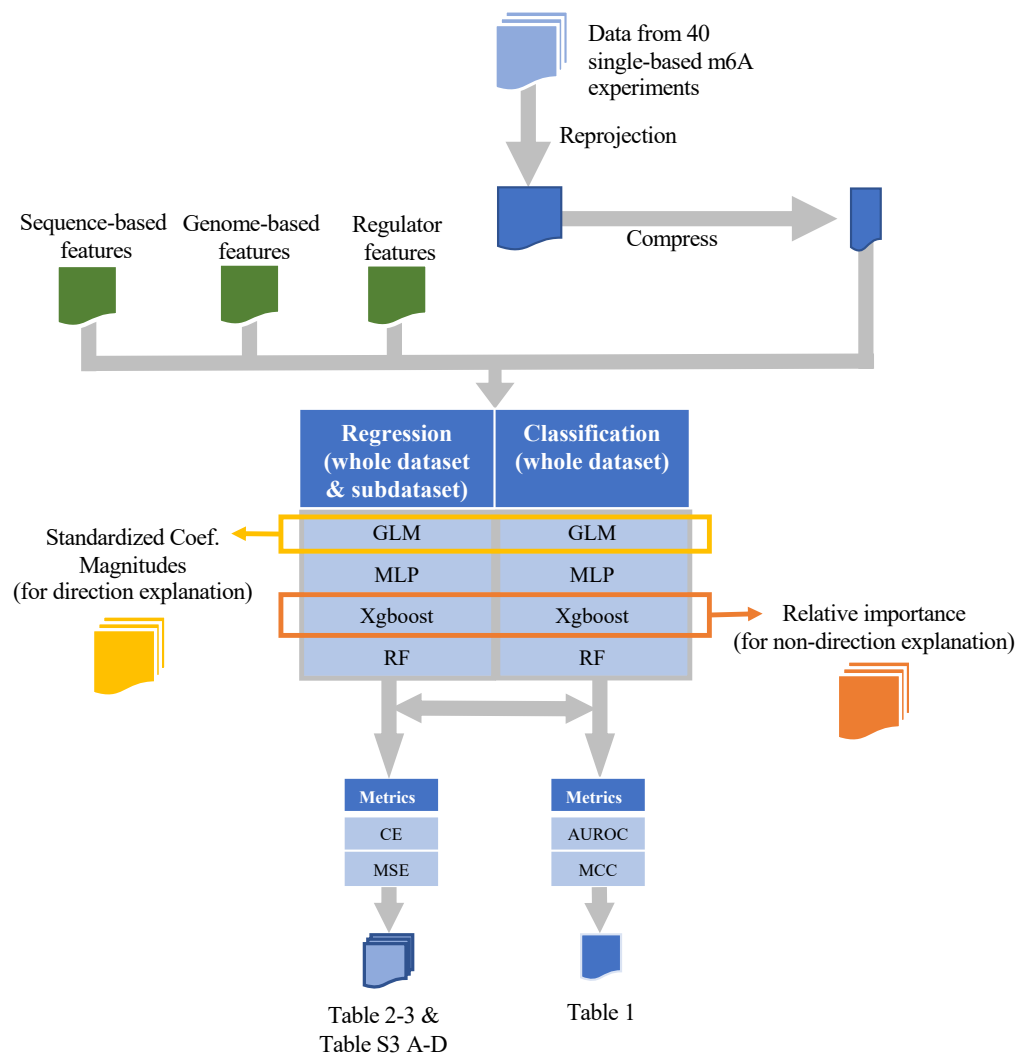 Data from 40
single-based m6A
experiments
Reprojection
Compress
Sequence-based
features
Genome-based
features
Regulator
features
Regression
(whole dataset
& subdataset)
Classification
(whole dataset)
GLM
GLM
MLP
MLP
Xgboost
Xgboost
RF
RF
Standardized Coef.
Magnitudes
(for direction explanation)
Relative importance
(for non-direction explanation)
Metrics
CE
MSE
Metrics
AUROC
MCC
Table 2-3 &
Table S3 A-D
Table 1